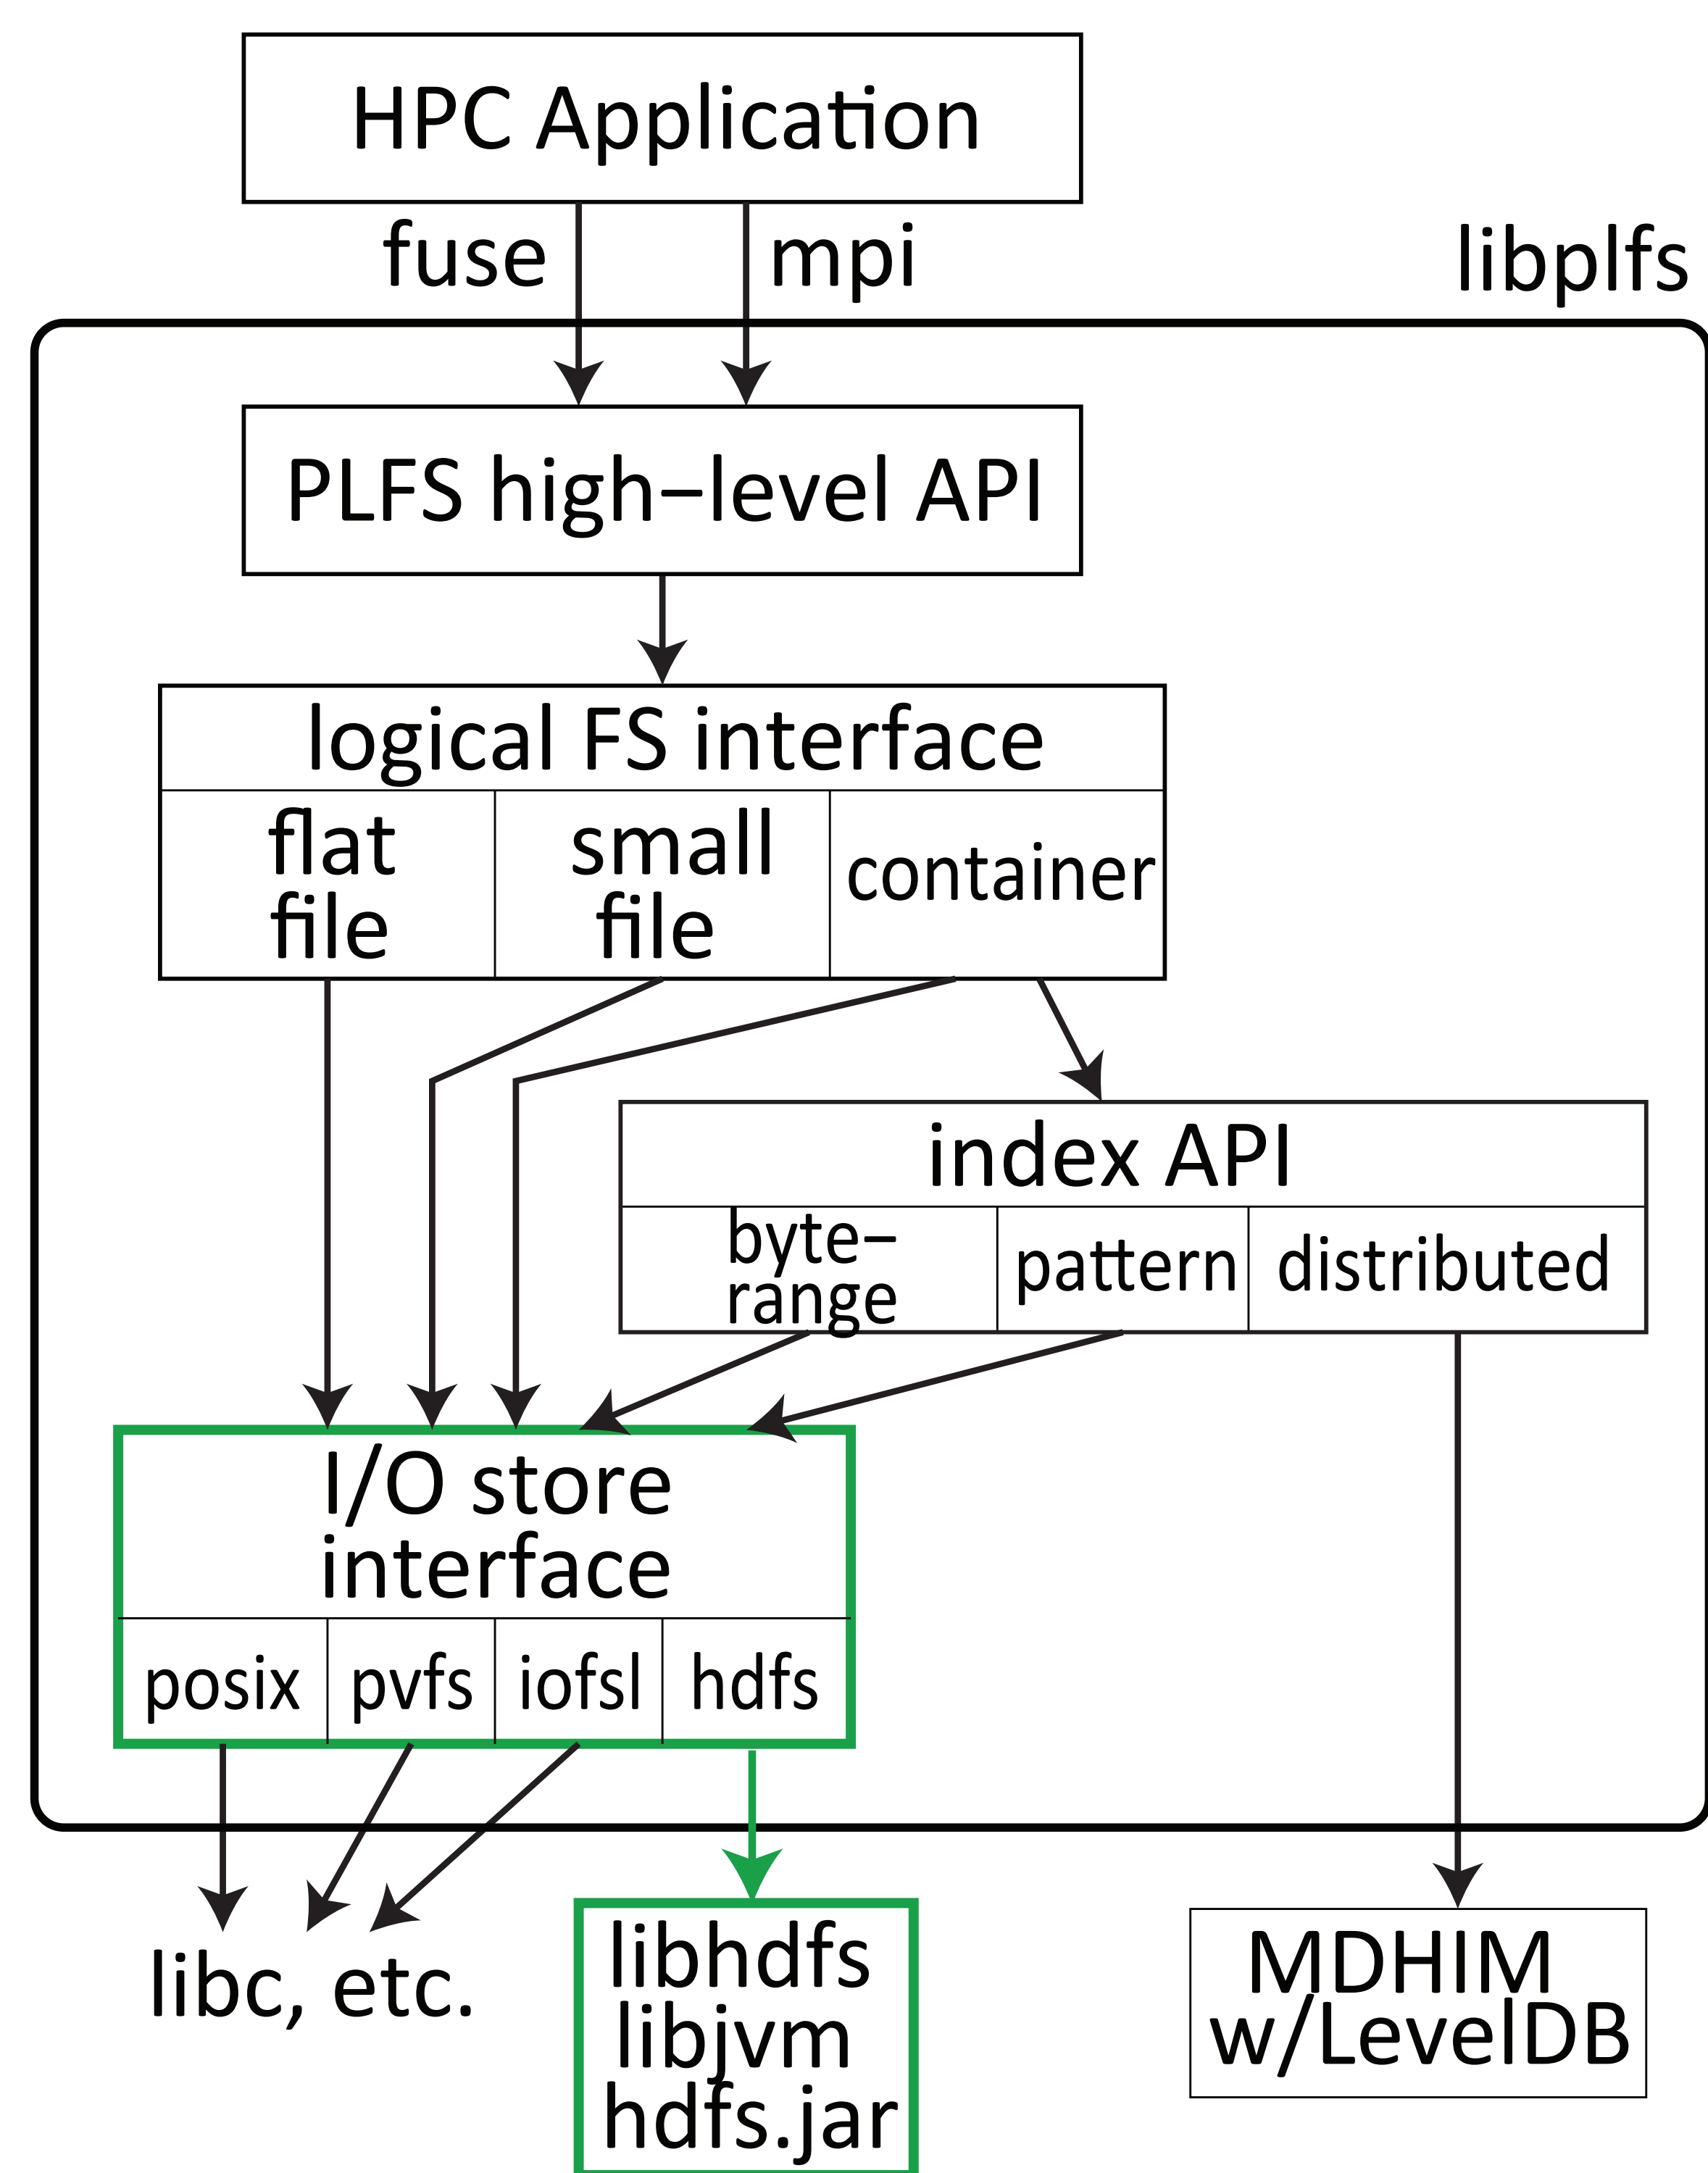 HPC Application
fuse
mpi
libplfs
PLFS high–level API
logical FS interface
flat
file
small
file
container
index API
byte–
range
pattern
distributed
I/O store
interface
posix
pvfs
iofsl
hdfs
libc, etc.
libhdfs
libjvm
hdfs.jar
MDHIM
w/LevelDB